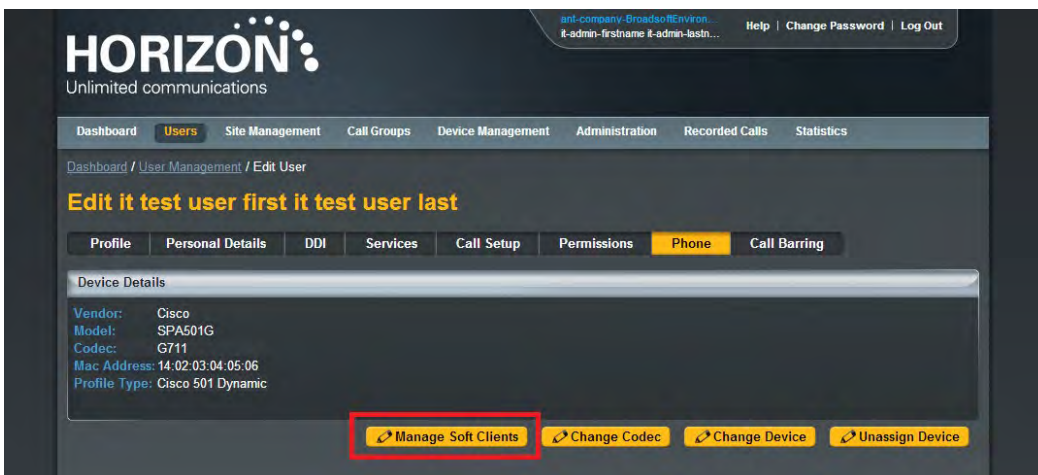 ant-company-BroadsoftEnviron...
it-admin-firstname it-admin-lastn...
Help | Change Password | Log Out
HORIZON
Unlimited communications
Dashboard Users Site Management Call Groups Device Management Administration Recorded Calls Statistics
Dashboard / User Management / Edit User
Edit it test user first it test user last
Profile Personal Details DDI Services Call Setup Permissions Phone Call Barring
Device Details
Vendor: Cisco
Model: SPA501G
Codec: G711
Mac Address: 14:02:03:04:05:06
Profile Type: Cisco 501 Dynamic
Manage Soft Clients Change Codec Change Device Unassign Device